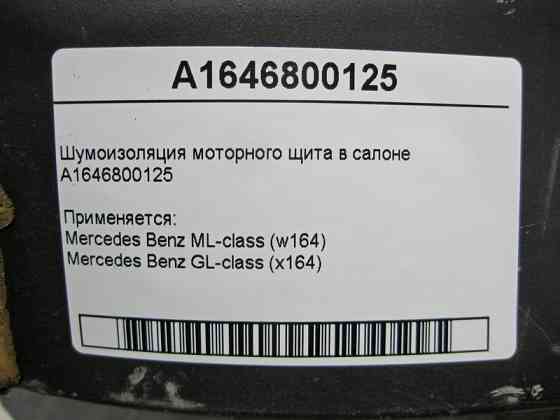 A1646800125
Шумоизоляция моторного щита в салоне
A1646800125
Применяется:
Mercedes Benz ML-class (w164)
Mercedes Benz GL-class (x164)